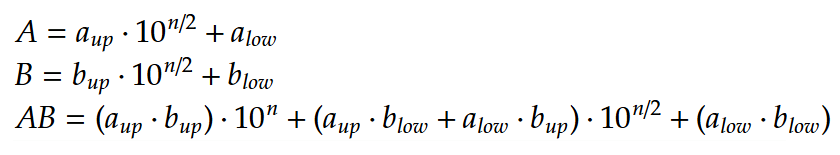 A = a_{up} · 10^{n/2} + a_{low}
B = b_{up} · 10^{n/2} + b_{low}
AB = (a_{up} · b_{up}) · 10^{n} + (a_{up} · b_{low} + a_{low} · b_{up}) · 10^{n/2} + (a_{low} · b_{low})